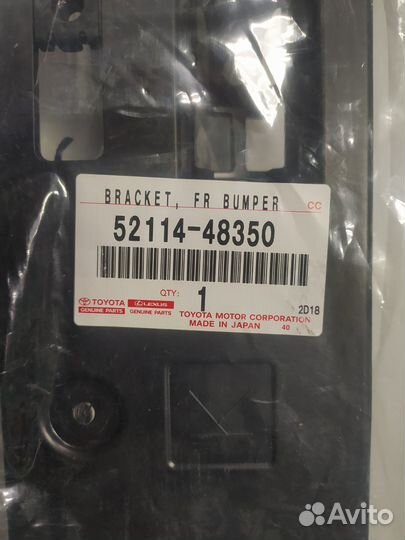 BRACKET, FR BUMPER CC
52114-48350
QTY: 1 2D18
TOYOTA LEXUS
GENUINE PARTS GENUINE PARTS
TOYOTA MOTOR CORPORATION
MADE IN JAPAN 40
Avito